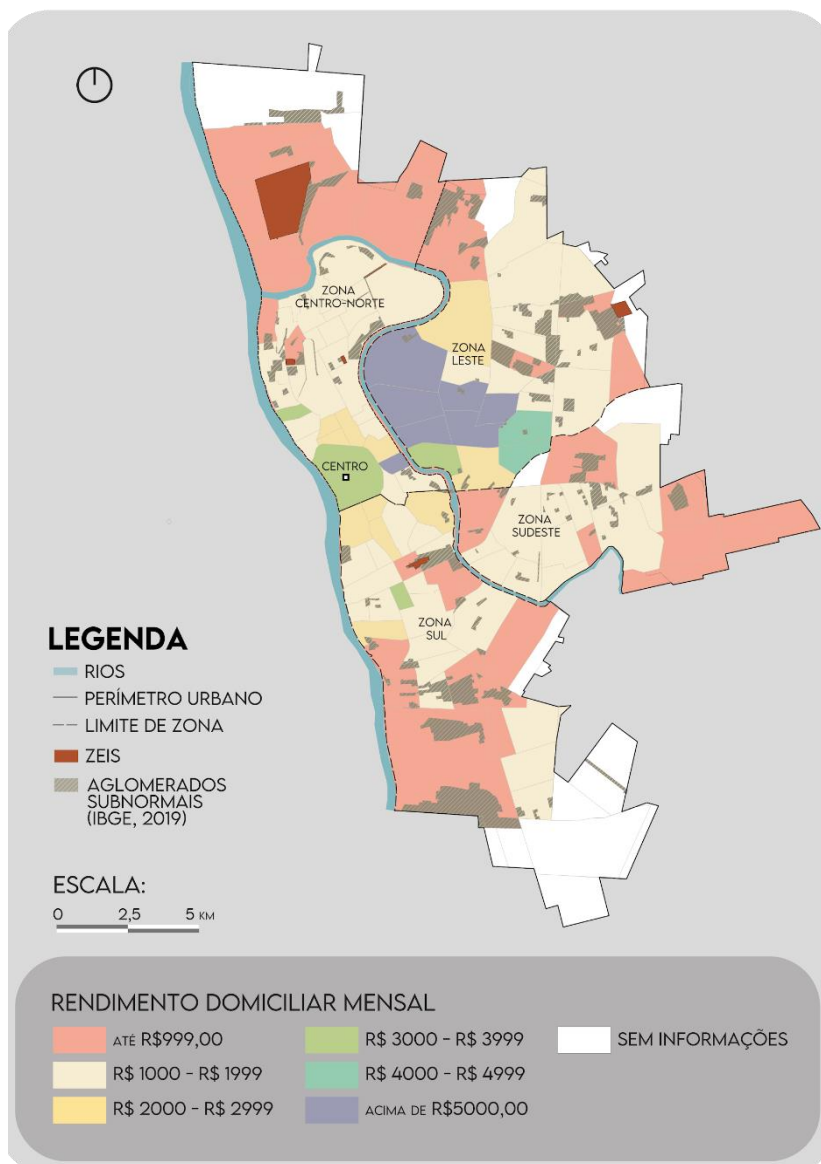 ZONA
CENTRO-NORTE
ZONA
LESTE
CENTRO
ZONA
SUDESTE
ZONA
SUL
LEGENDA
RIOS
PERÍMETRO URBANO
LIMITE DE ZONA
ZEIS
AGLOMERADOS
SUBNORMAIS
(IBGE, 2019)
ESCALA:
0 2,5 5 KM
RENDIMENTO DOMICILIAR MENSAL
ATÉ R$999,00
R$ 1000 - R$ 1999
R$ 2000 - R$ 2999
R$ 3000 - R$ 3999
R$ 4000 - R$ 4999
ACIMA DE R$5000,00
SEM INFORMAÇÕES